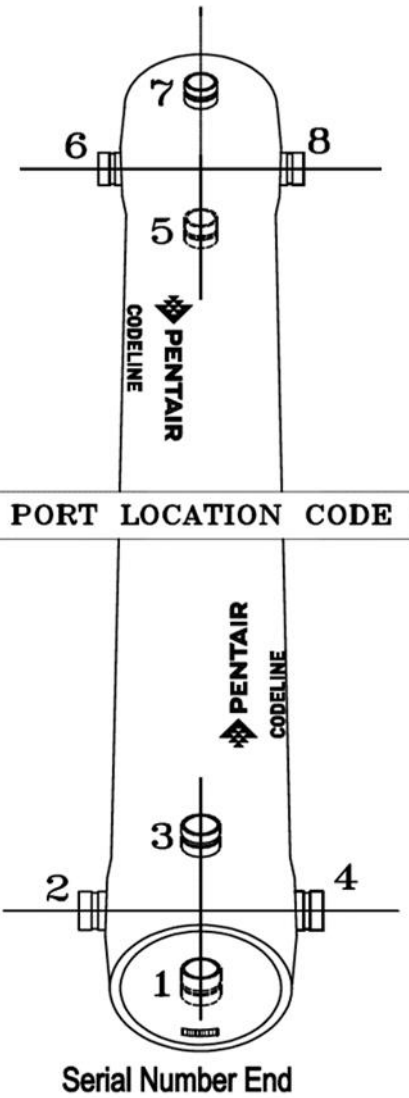 7
6
8
5
CODELINE
PENTAIR
PORT LOCATION CODE
PENTAIR
CODELINE
3
2
4
1
Serial Number End